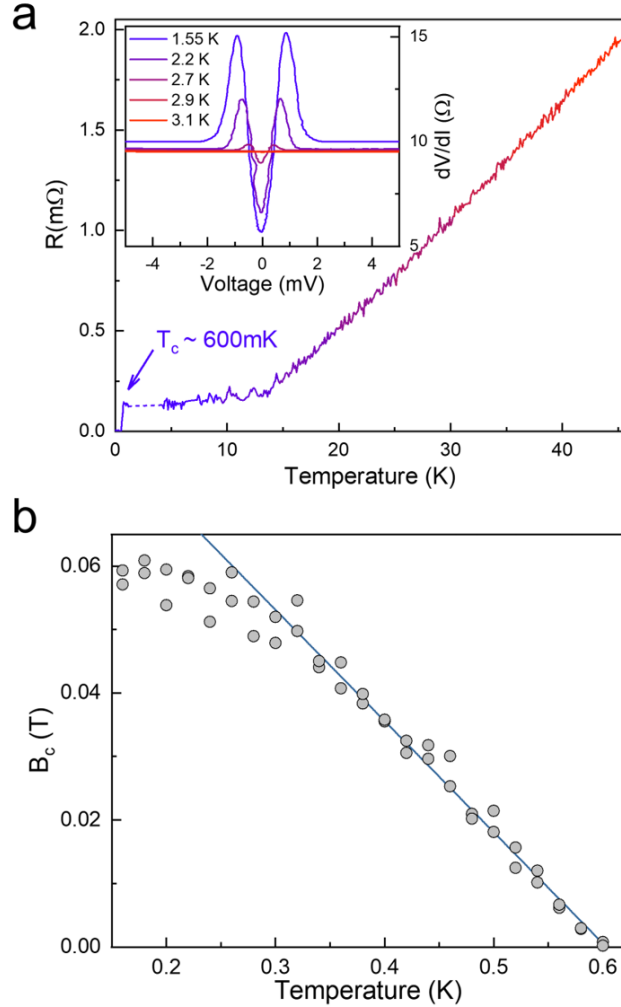 a
2.0
1.5
1.0
0.5
0.0
R(mΩ)
0 10 20 30 40
Temperature (K)
T_c ~ 600mK
1.55 K
2.2 K
2.7 K
2.9 K
3.1 K
15
10
5
dV/dI (Ω)
-4 -2 0 2 4
Voltage (mV)
b
0.06
0.04
0.02
0.00
B_c (T)
0.2 0.3 0.4 0.5 0.6
Temperature (K)